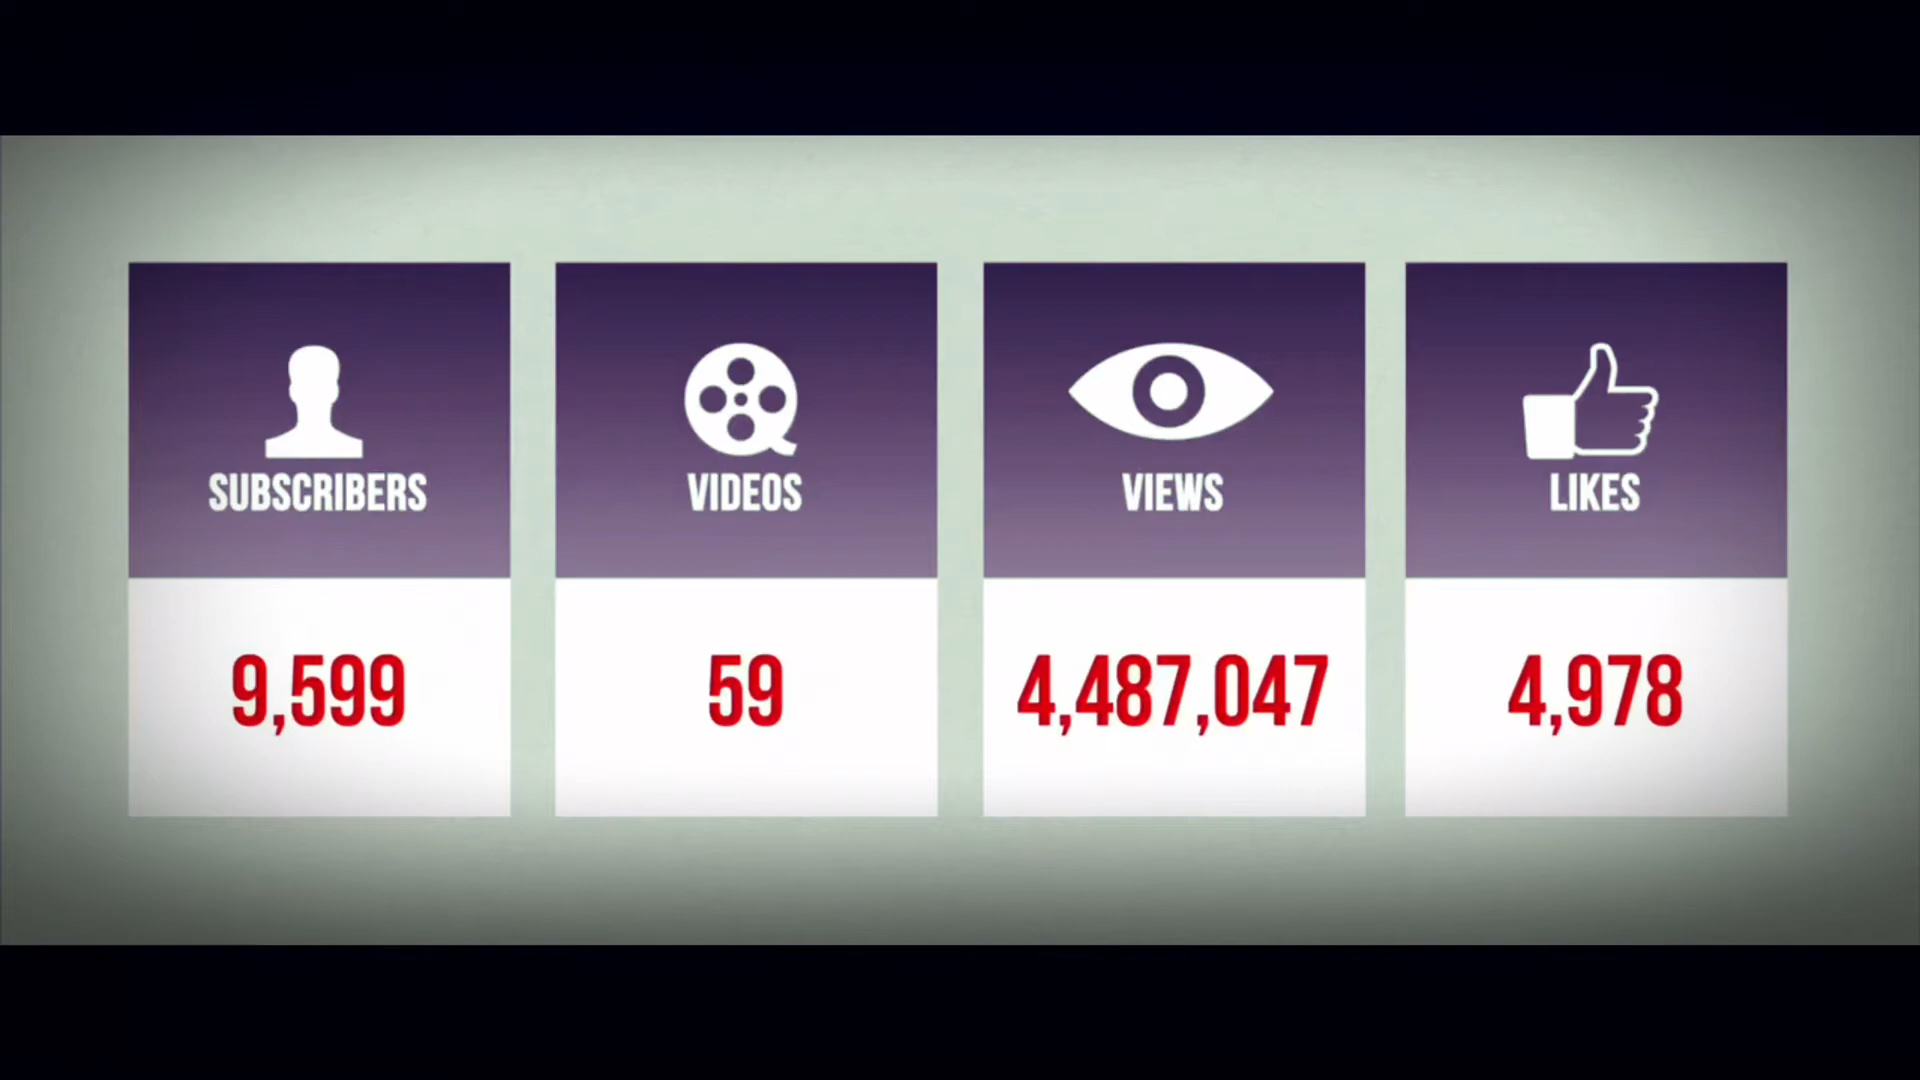 SUBSCRIBERS
9,599
VIDEOS
59
VIEWS
4,487,047
LIKES
4,978